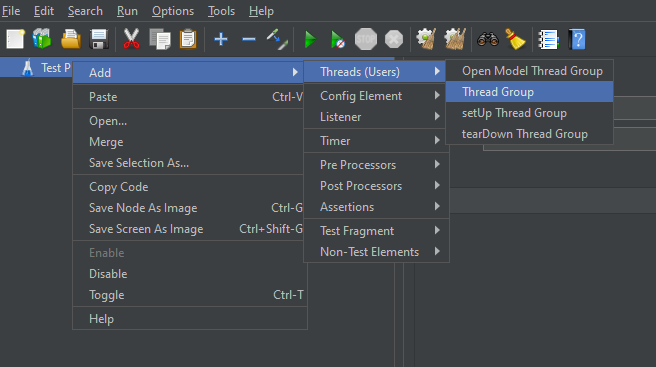 File Edit Search Run Options Tools Help
STOP
Test P
Add
Paste Ctrl-V
Open...
Merge
Save Selection As...
Copy Code
Save Node As Image Ctrl-G
Save Screen As Image Ctrl+Shift-G
Enable
Disable
Toggle Ctrl-T
Help
Threads (Users)
Config Element
Listener
Timer
Pre Processors
Post Processors
Assertions
Test Fragment
Non-Test Elements
Open Model Thread Group
Thread Group
setUp Thread Group
tearDown Thread Group